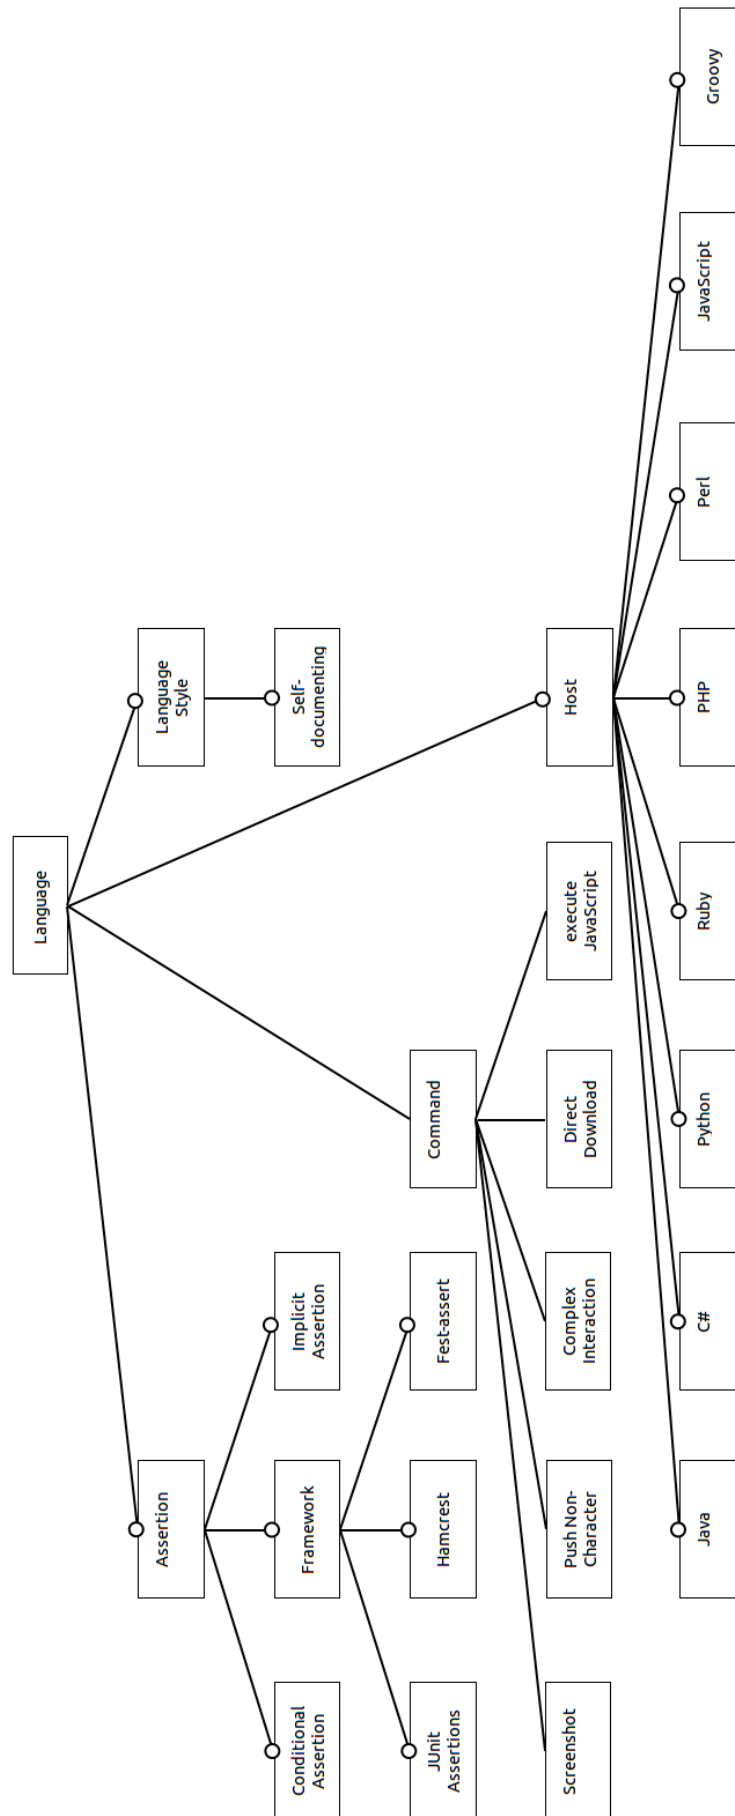 Language
Assertion
Language
Style
Conditional
Assertion
Framework
Implicit
Assertion
Self-
documenting
JUnit
Assertions
Hamcrest
Fest-assert
Command
Screenshot
Push Non-
Character
Complex
Interaction
Direct
Download
execute
JavaScript
Host
Java
C#
Python
Ruby
PHP
Perl
JavaScript
Groovy